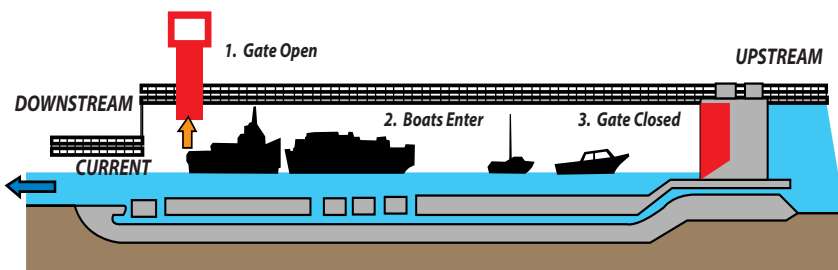 1. Gate Open
UPSTREAM
DOWNSTREAM
2. Boats Enter
3. Gate Closed
CURRENT